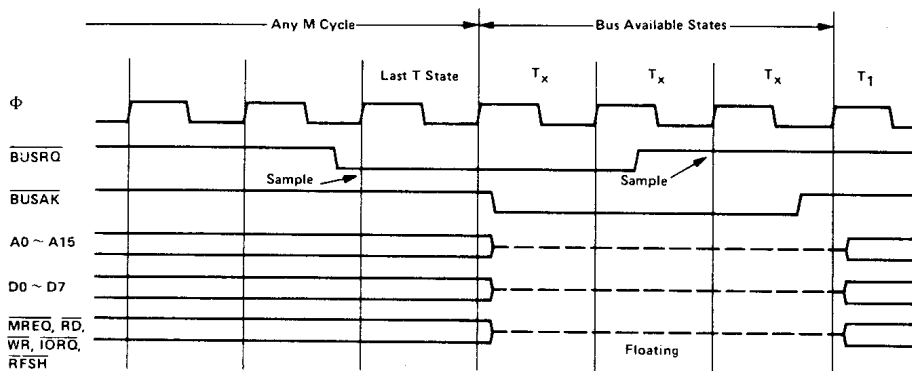 Any M Cycle
Bus Available States
Last T State
Tx
Tx
Tx
T1
Φ
BUSRQ
Sample
Sample
BUSAK
A0 ~ A15
D0 ~ D7
MREQ, RD,
WR, IORQ,
RFSH
Floating